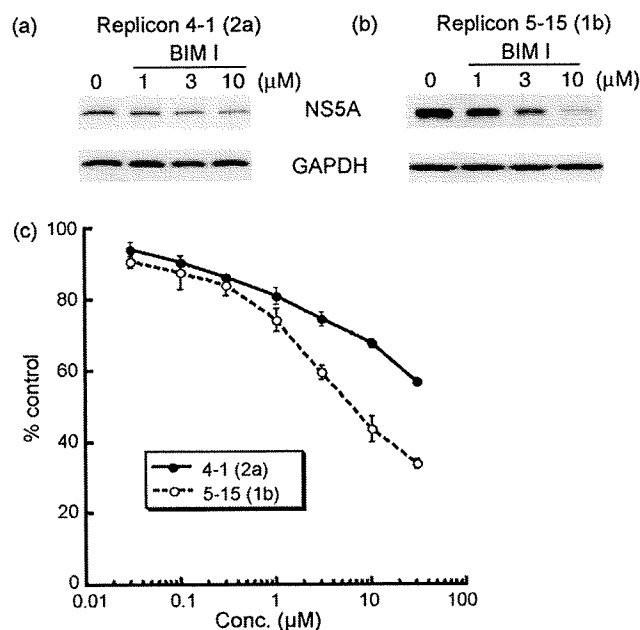 (a) Replicon 4-1 (2a) (b) Replicon 5-15 (1b)
BIM I BIM I
0 1 3 10 (μM) 0 1 3 10 (μM)
NS5A
GAPDH
(c)
100
80
60
40
20
0
% control
4-1 (2a)
5-15 (1b)
0.01 0.1 1 10 100
Conc. (μM)